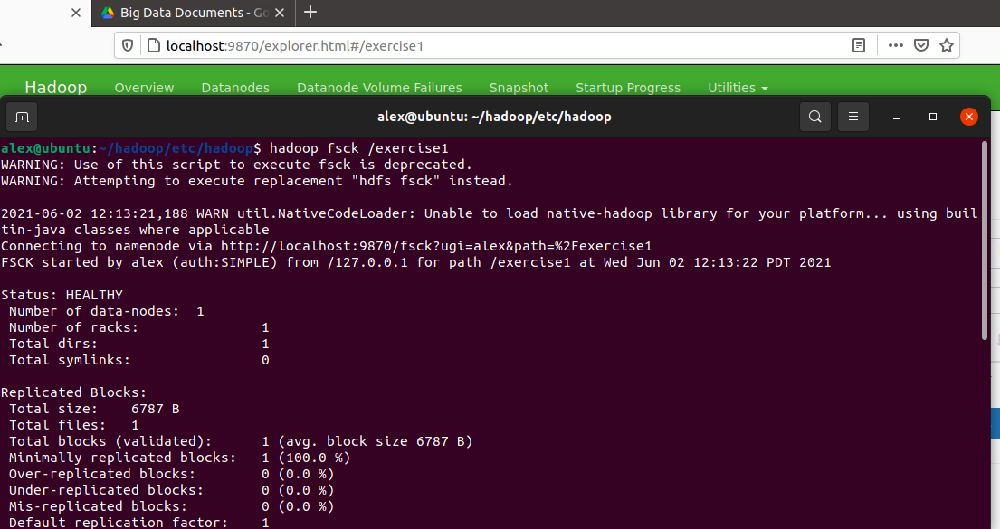 Big Data Documents - Go
localhost:9870/explorer.html#/exercise1
Hadoop Overview Datanodes Datanode Volume Failures Snapshot Startup Progress Utilities
alex@ubuntu: ~/hadoop/etc/hadoop
alex@ubuntu:~/hadoop/etc/hadoop$ hadoop fsck /exercise1
WARNING: Use of this script to execute fsck is deprecated.
WARNING: Attempting to execute replacement "hdfs fsck" instead.
2021-06-02 12:13:21,188 WARN util.NativeCodeLoader: Unable to load native-hadoop library for your platform... using buil
tin-java classes where applicable
Connecting to namenode via http://localhost:9870/fsck?ugi=alex&path=%2Fexercise1
FSCK started by alex (auth:SIMPLE) from /127.0.0.1 for path /exercise1 at Wed Jun 02 12:13:22 PDT 2021
Status: HEALTHY
Number of data-nodes: 1
Number of racks: 1
Total dirs: 1
Total symlinks: 0
Replicated Blocks:
Total size: 6787 B
Total files: 1
Total blocks (validated): 1 (avg. block size 6787 B)
Minimally replicated blocks: 1 (100.0 %)
Over-replicated blocks: 0 (0.0 %)
Under-replicated blocks: 0 (0.0 %)
Mis-replicated blocks: 0 (0.0 %)
Default replication factor: 1